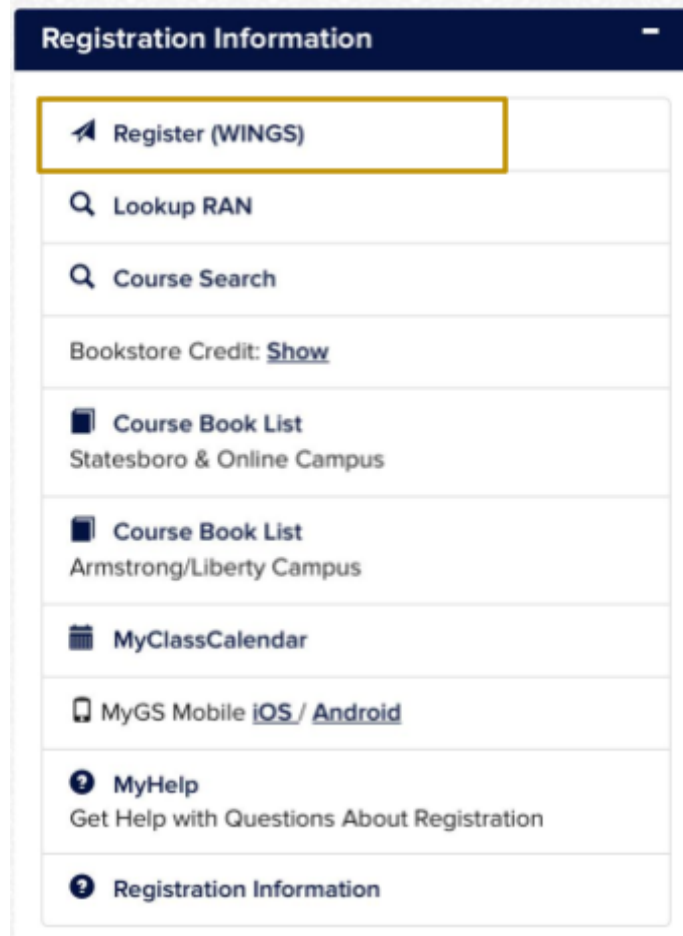 Registration Information
Register (WINGS)
Lookup RAN
Course Search
Bookstore Credit: Show
Course Book List
Statesboro & Online Campus
Course Book List
Armstrong/Liberty Campus
MyClassCalendar
MyGS Mobile iOS / Android
MyHelp
Get Help with Questions About Registration
Registration Information